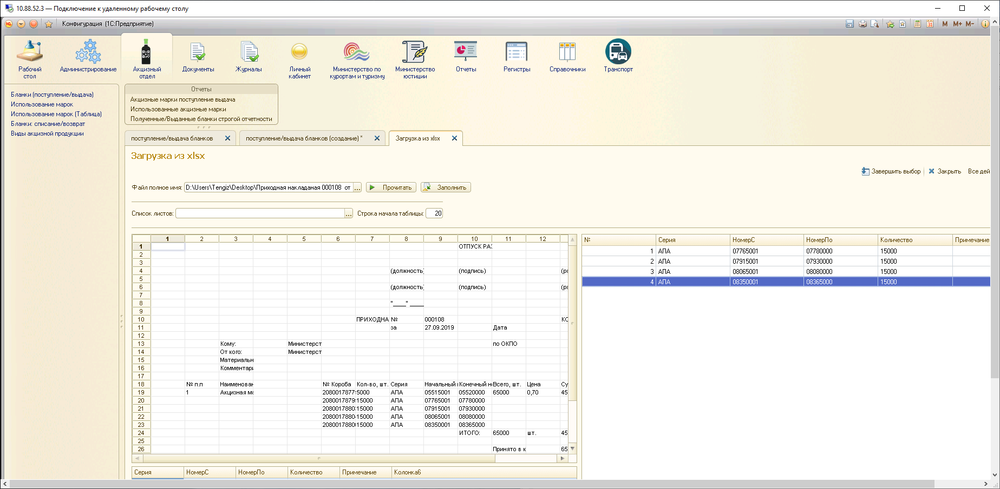 10.88.52.3 — Подключение к удаленному рабочему столу
Конфигурация (1С:Предприятие)
M M+ M-
Рабочий стол
Администрирование
Акцизный отдел
Документы
Журналы
Личный кабинет
Министерство по курортам и туризму
Министерство юстиции
Отчеты
Регистры
Справочники
Транспорт
Бланки (поступление/выдача)
Использование марок
Использование марок (Таблица)
Бланки: списание/возврат
Виды акцизной продукции
Отчеты
Акцизные марки поступление выдача
Использованные акцизные марки
Полученные/Выданные бланки строгой отчетности
поступление/выдача бланков
поступление/выдача бланков (создание) *
Загрузка из xlsx
Загрузка из xlsx
Завершить выбор Закрыть Все дей
Файл полное имя: D:\Users\Tengiz\Desktop\Приходная накладаная 000108 от ... Прочитать Заполнить
Список листов: ... Строка начала таблицы: 20
1 2 3 4 5 6 7 8 9 10 11 12
1 ОТПУСК РАЗ
2
3
4 (должность) (подпись) (ра
5
6 (должность) (подпись) (ра
7
8 "____" _____
9
10 ПРИХОДНА № 000108 КО
11 за 27.09.2019 Дата
12
13 Кому: Министерст по ОКПО
14 От кого: Министерст
15 Материальн
16 Комментари
17
18 № п.п Наименован № Короба Кол-во, шт. Серия Начальный Конечный но Всего, шт. Цена Су
19 1 Акцизная ма 2080017877 5000 АПА 05515001 05520000 65000 0,70 45
20 2080017879 15000 АПА 07765001 07780000
21 2080017880 15000 АПА 07915001 07930000
22 2080017880 15000 АПА 08065001 08080000
23 2080017880 15000 АПА 08350001 08365000
24 ИТОГО: 65000 шт. 45
25
26 Принято в к 65
№ Серия НомерС НомерПо Количество Примечание
1 АПА 07765001 07780000 15000
2 АПА 07915001 07930000 15000
3 АПА 08065001 08080000 15000
4 АПА 08350001 08365000 15000
Серия НомерС НомерПо Количество Примечание Колонка6